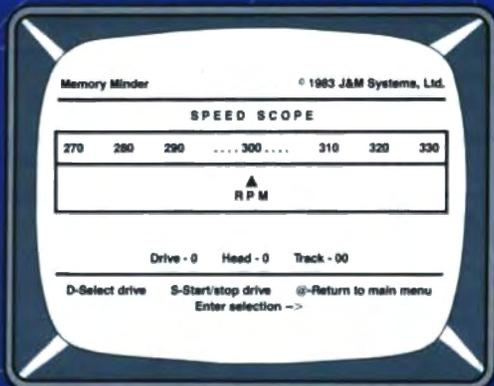 Memory Minder © 1983 J&M Systems, Ltd.
SPEED SCOPE
270 280 290 ....300.... 310 320 330
▲
RPM
Drive - 0 Head - 0 Track - 00
D-Select drive S-Start/stop drive @-Return to main menu
Enter selection -->